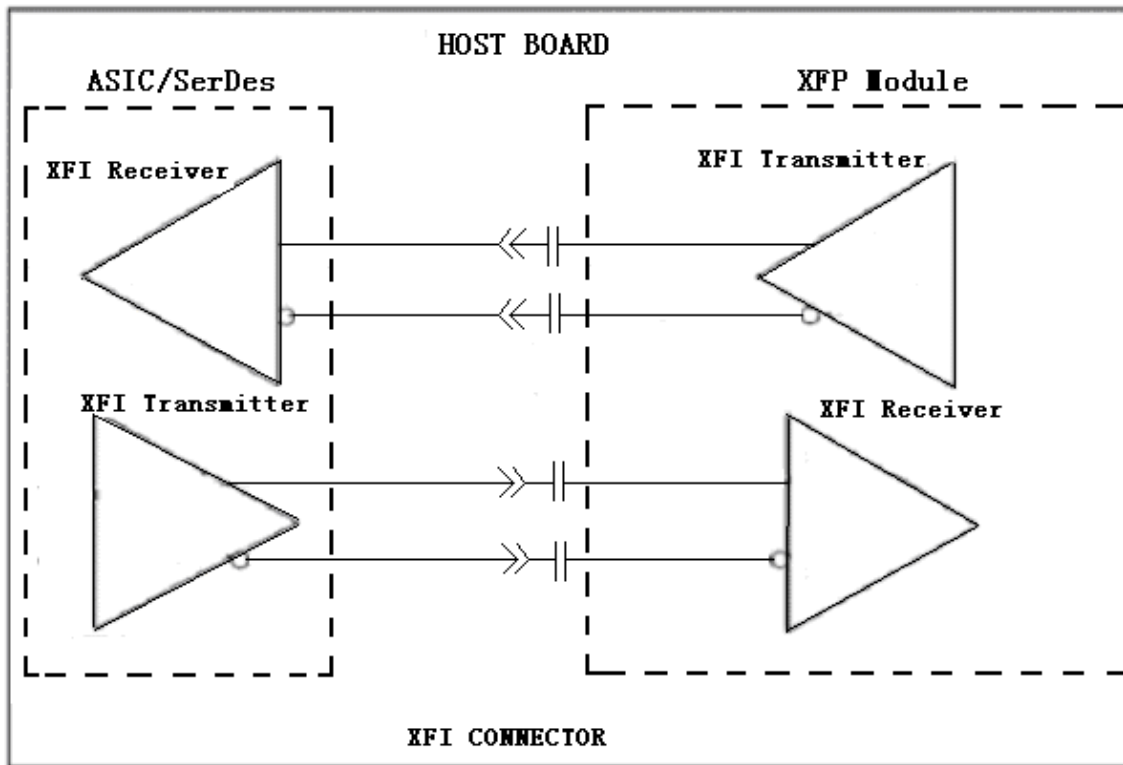 HOST BOARD
ASIC/SerDes
XFP Module
XFI Receiver
XFI Transmitter
XFI Transmitter
XFI Receiver
XFI CONNECTOR